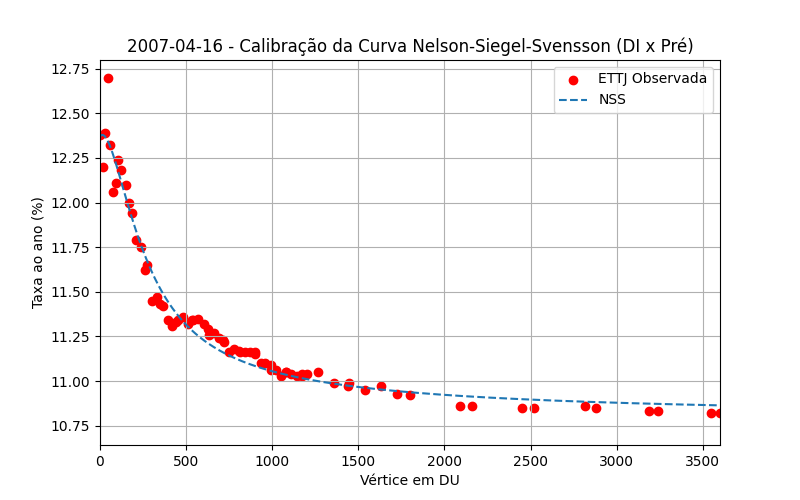 2007-04-16 - Calibração da Curva Nelson-Siegel-Svensson (DI x Pré)
ETTJ Observada
NSS
Taxa ao ano (%)
12.75
12.50
12.25
12.00
11.75
11.50
11.25
11.00
10.75
0 500 1000 1500 2000 2500 3000 3500
Vértice em DU